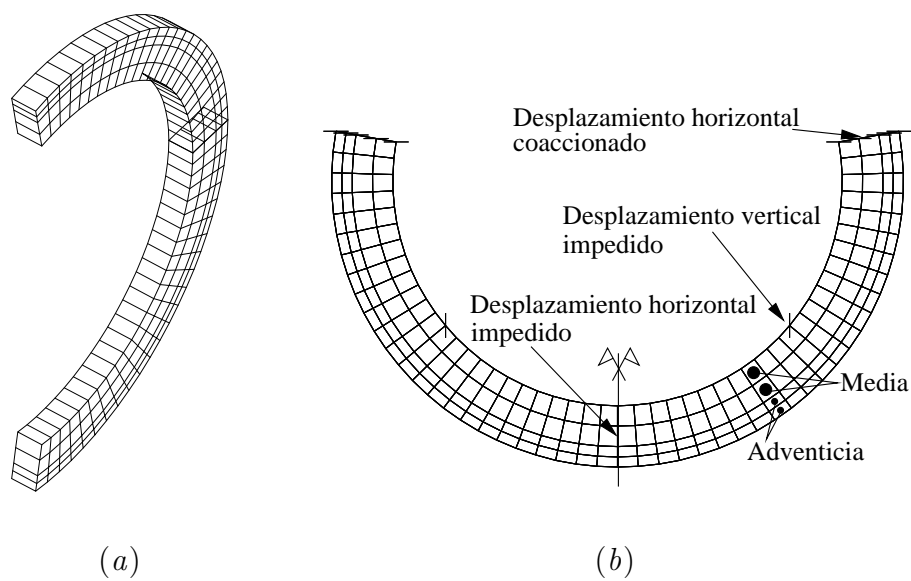 Desplazamiento horizontal
coaccionado
Desplazamiento vertical
impedido
Desplazamiento horizontal
impedido
Media
Adventicia
(a)
(b)